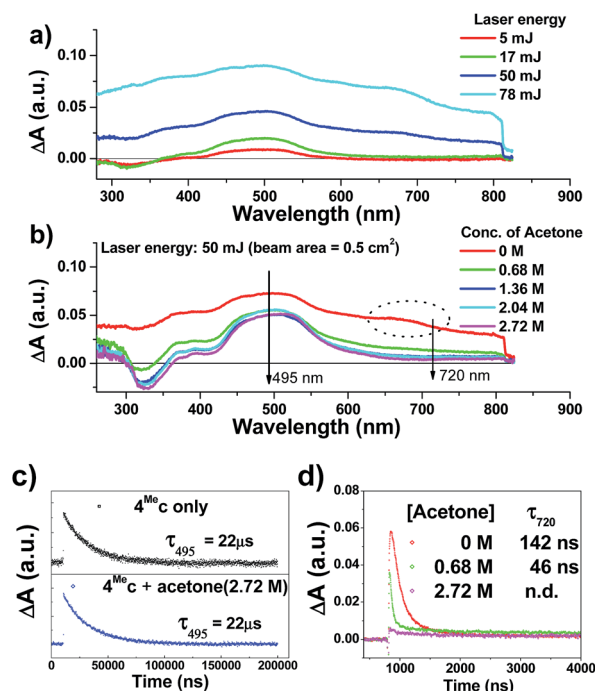 a)
Laser energy
5 mJ
17 mJ
50 mJ
78 mJ
0.10
0.05
0.00
ΔA (a.u.)
300 400 500 600 700 800 900
Wavelength (nm)
b)
Laser energy: 50 mJ (beam area = 0.5 cm²)
Conc. of Acetone
0 M
0.68 M
1.36 M
2.04 M
2.72 M
0.10
0.05
0.00
ΔA (a.u.)
495 nm
720 nm
300 400 500 600 700 800 900
Wavelength (nm)
c)
4ᴹᵉc only
τ₄₉₅ = 22μs
4ᴹᵉc + acetone(2.72 M)
τ₄₉₅ = 22μs
ΔA (a.u.)
0 50000 100000 150000 200000
Time (ns)
d)
0.08
0.06
0.04
0.02
0.00
ΔA (a.u.)
[Acetone] τ₇₂₀
0 M 142 ns
0.68 M 46 ns
2.72 M n.d.
1000 2000 3000 4000
Time (ns)